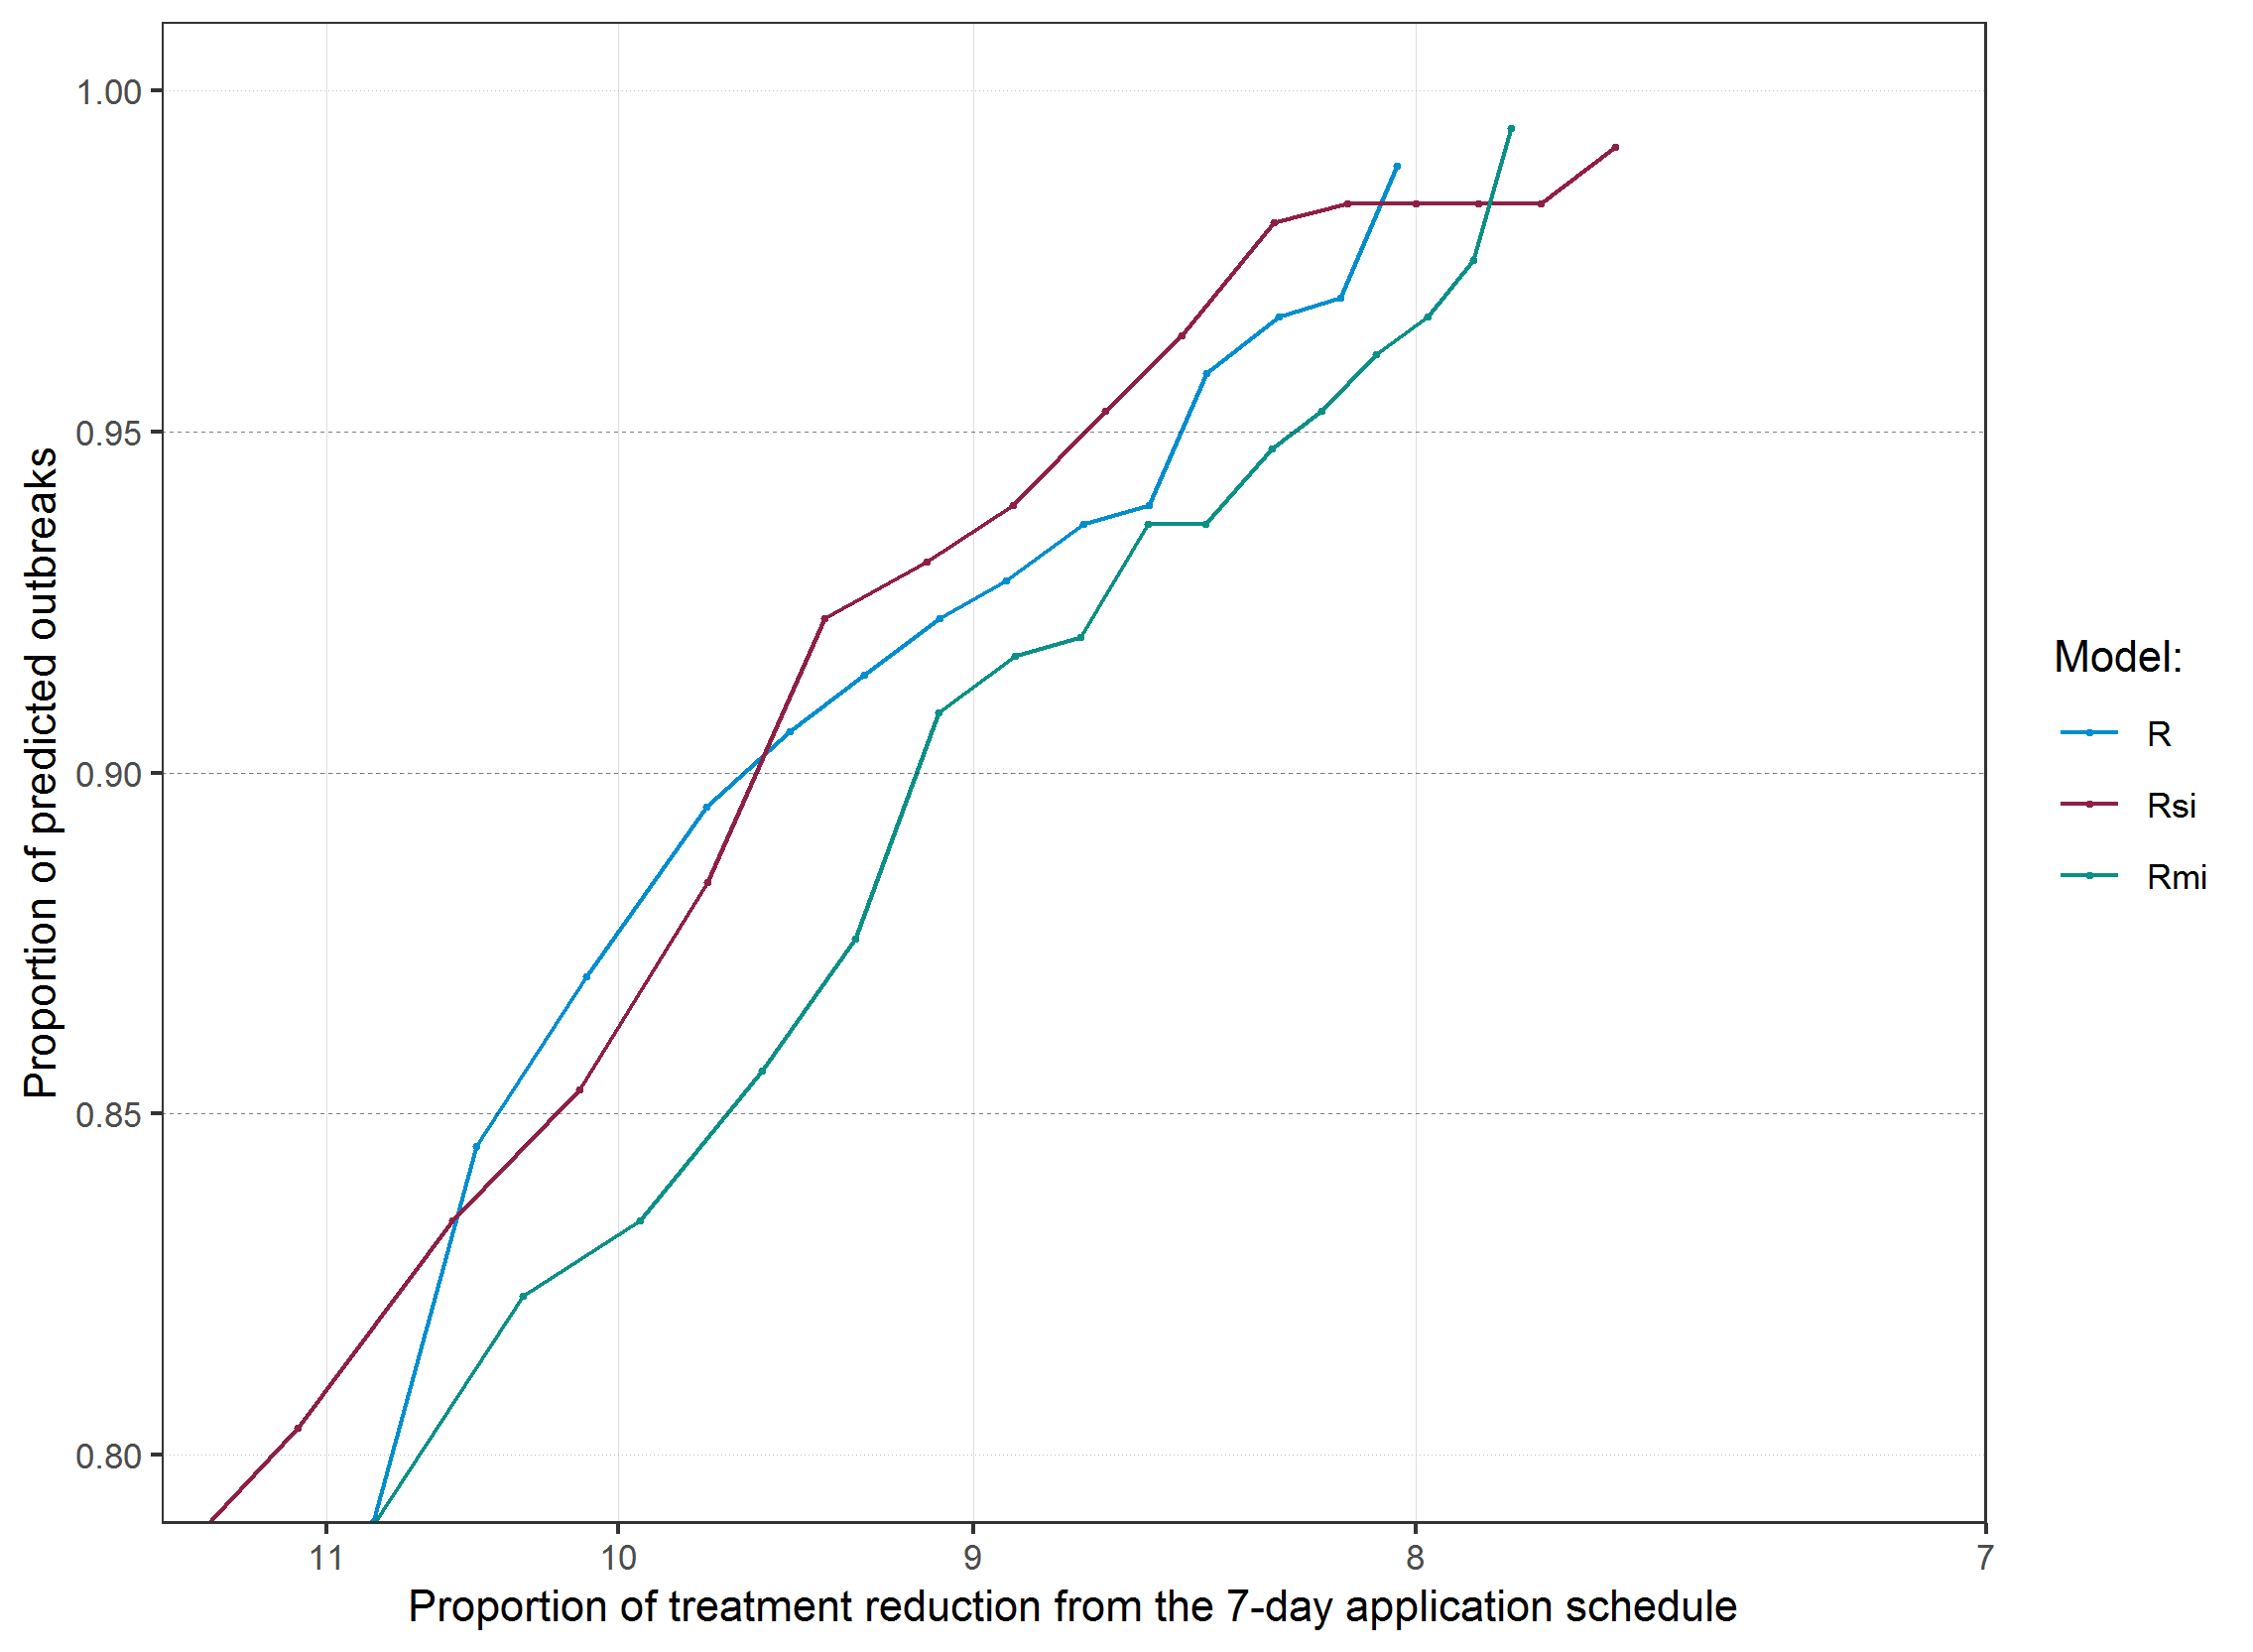 1.00
0.95
0.90
0.85
0.80
Proportion of predicted outbreaks
11 10 9 8 7
Proportion of treatment reduction from the 7-day application schedule
Model:
R
Rsi
Rmi